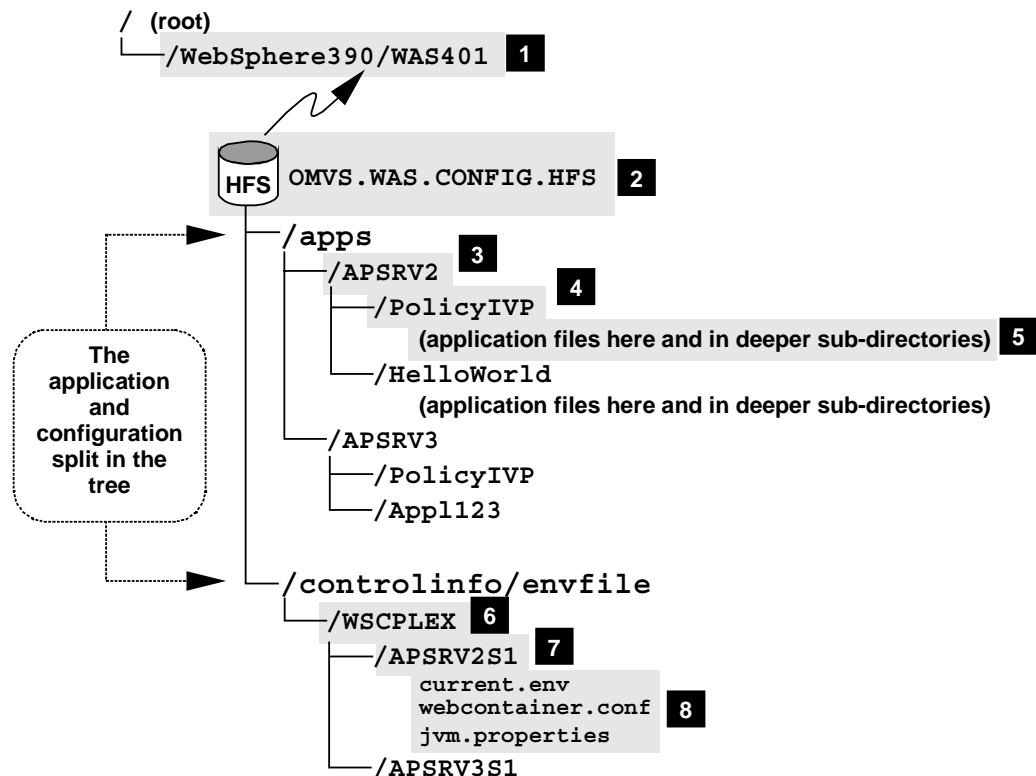 / (root)
/WebSphere390/WAS401 1
HFS OMVS.WAS.CONFIG.HFS 2
/apps
/APSRV2 3
/PolicyIVP 4
(application files here and in deeper sub-directories) 5
/HelloWorld
(application files here and in deeper sub-directories)
/APSRV3
/PolicyIVP
/Appl123
The
application
and
configuration
split in the
tree
/controlinfo/envfile
/WSCPLEX 6
/APSRV2S1 7
current.env
webcontainer.conf 8
jvm.properties
/APSRV3S1